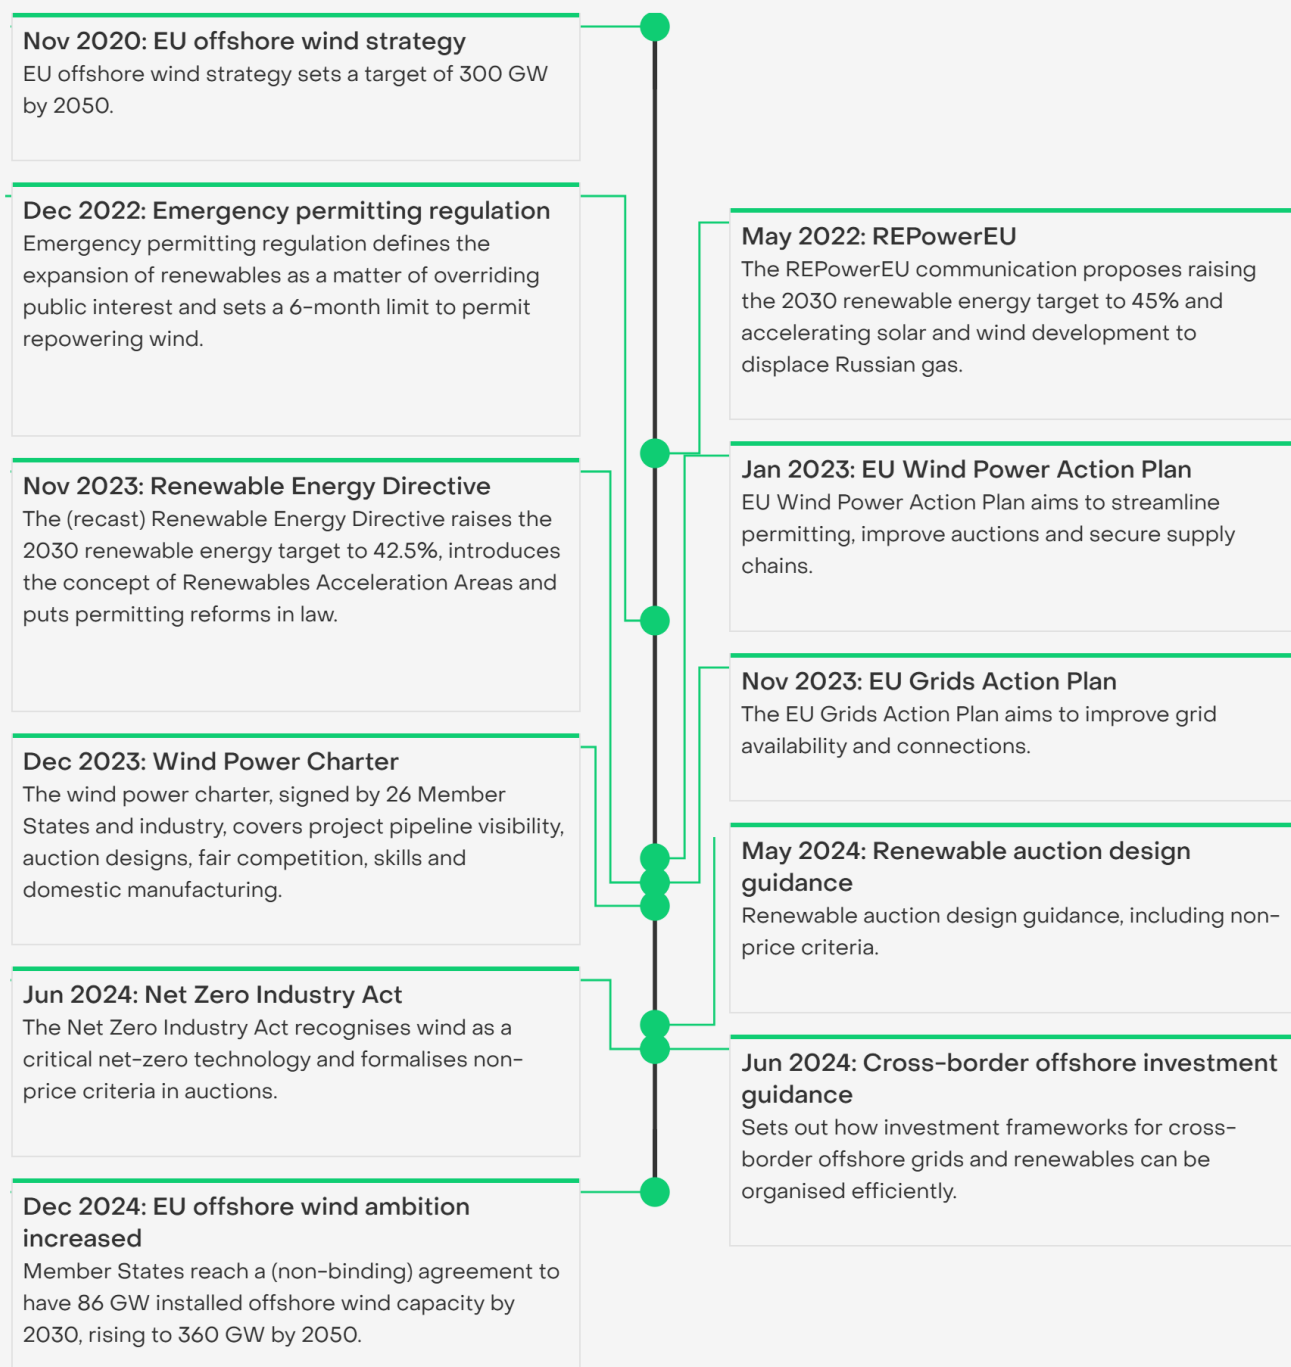 Nov 2020: EU offshore wind strategy
EU offshore wind strategy sets a target of 300 GW
by 2050.
Dec 2022: Emergency permitting regulation
Emergency permitting regulation defines the
expansion of renewables as a matter of overriding
public interest and sets a 6-month limit to permit
repowering wind.
Nov 2023: Renewable Energy Directive
The (recast) Renewable Energy Directive raises the
2030 renewable energy target to 42.5%, introduces
the concept of Renewables Acceleration Areas and
puts permitting reforms in law.
Dec 2023: Wind Power Charter
The wind power charter, signed by 26 Member
States and industry, covers project pipeline visibility,
auction designs, fair competition, skills and
domestic manufacturing.
Jun 2024: Net Zero Industry Act
The Net Zero Industry Act recognises wind as a
critical net-zero technology and formalises non-
price criteria in auctions.
Dec 2024: EU offshore wind ambition
increased
Member States reach a (non-binding) agreement to
have 86 GW installed offshore wind capacity by
2030, rising to 360 GW by 2050.
May 2022: REPowerEU
The REPowerEU communication proposes raising
the 2030 renewable energy target to 45% and
accelerating solar and wind development to
displace Russian gas.
Jan 2023: EU Wind Power Action Plan
EU Wind Power Action Plan aims to streamline
permitting, improve auctions and secure supply
chains.
Nov 2023: EU Grids Action Plan
The EU Grids Action Plan aims to improve grid
availability and connections.
May 2024: Renewable auction design
guidance
Renewable auction design guidance, including non-
price criteria.
Jun 2024: Cross-border offshore investment
guidance
Sets out how investment frameworks for cross-
border offshore grids and renewables can be
organised efficiently.